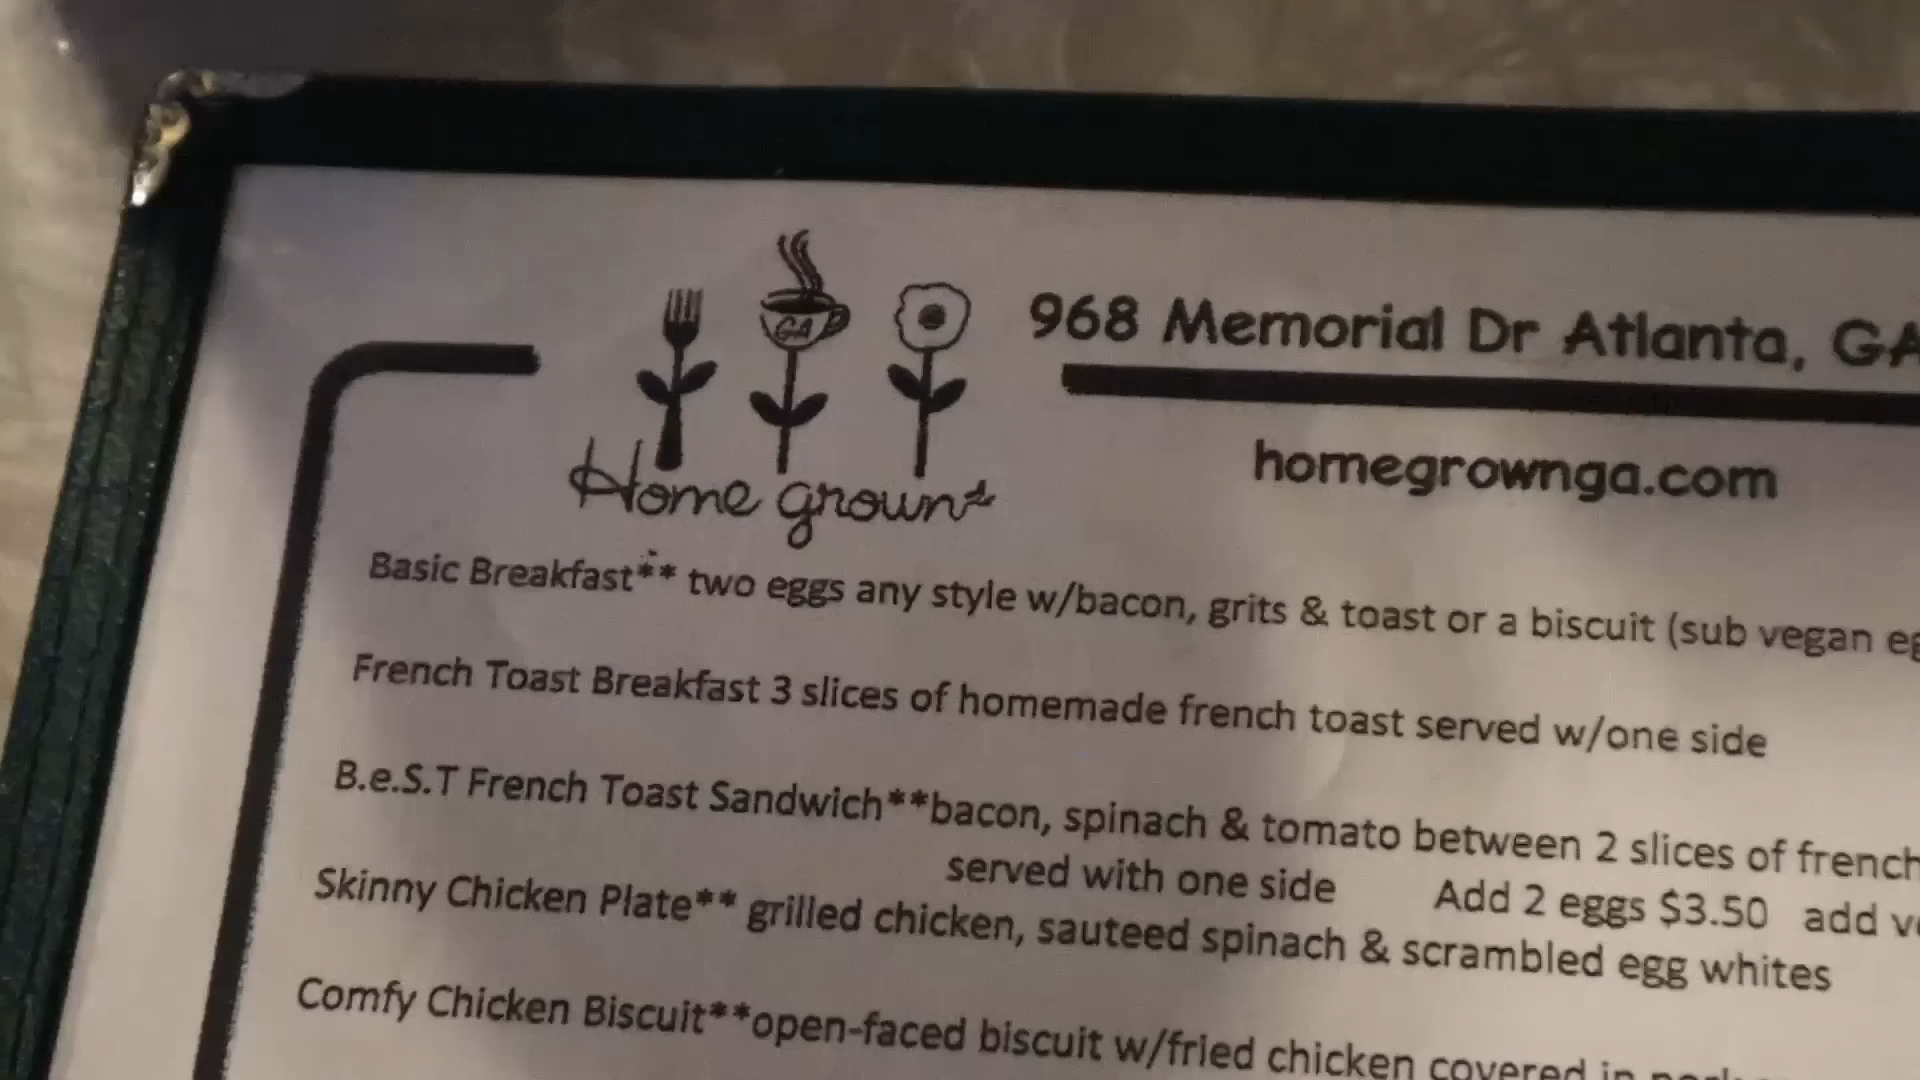 GA
968 Memorial Dr Atlanta, GA
Home grown
homegrownga.com
Basic Breakfast** two eggs any style w/bacon, grits & toast or a biscuit (sub vegan
French Toast Breakfast 3 slices of homemade french toast served w/one side
B.e.S.T French Toast Sandwich**bacon, spinach & tomato between 2 slices of french
served with one side Add 2 eggs $3.50 add
Skinny Chicken Plate** grilled chicken, sauteed spinach & scrambled egg whites
Comfy Chicken Biscuit**open-faced biscuit w/fried chicken covered in